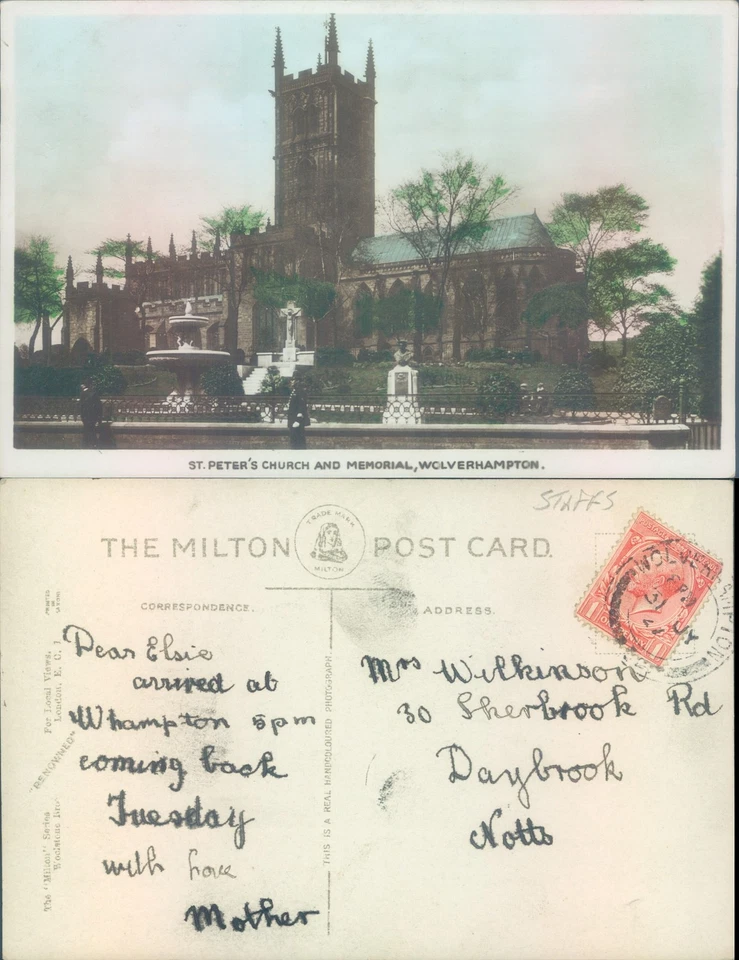 ST. PETER'S CHURCH AND MEMORIAL, WOLVERHAMPTON.
STAFFS
THE MILTON POST CARD.
TRADE MARK
MILTON
CORRESPONDENCE.
ADDRESS.
WOLVERHAMPTON
Dear Elsie
arrived at
W'hampton 5pm
coming back
Tuesday
with love
Mother
Mrs Wilkinson
30 Sherbrook Rd
Daybrook
Notts
THIS IS A REAL HANDCOLOURED PHOTOGRAPH.
The "Milton" Series
Woolstone Bros
"RENOWNED"
For Local Views.
London, E. C. 1